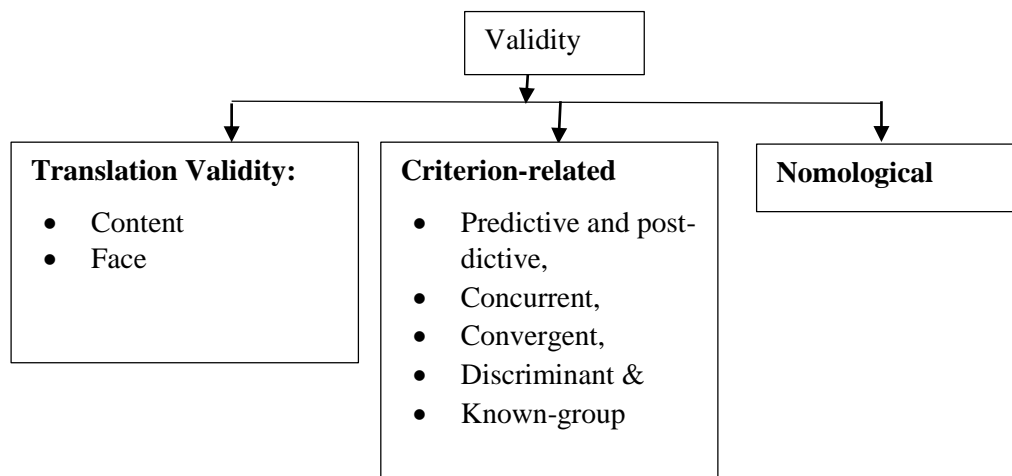 Validity
Translation Validity:
• Content
• Face
Criterion-related
• Predictive and post-
dictive,
• Concurrent,
• Convergent,
• Discriminant &
• Known-group
Nomological